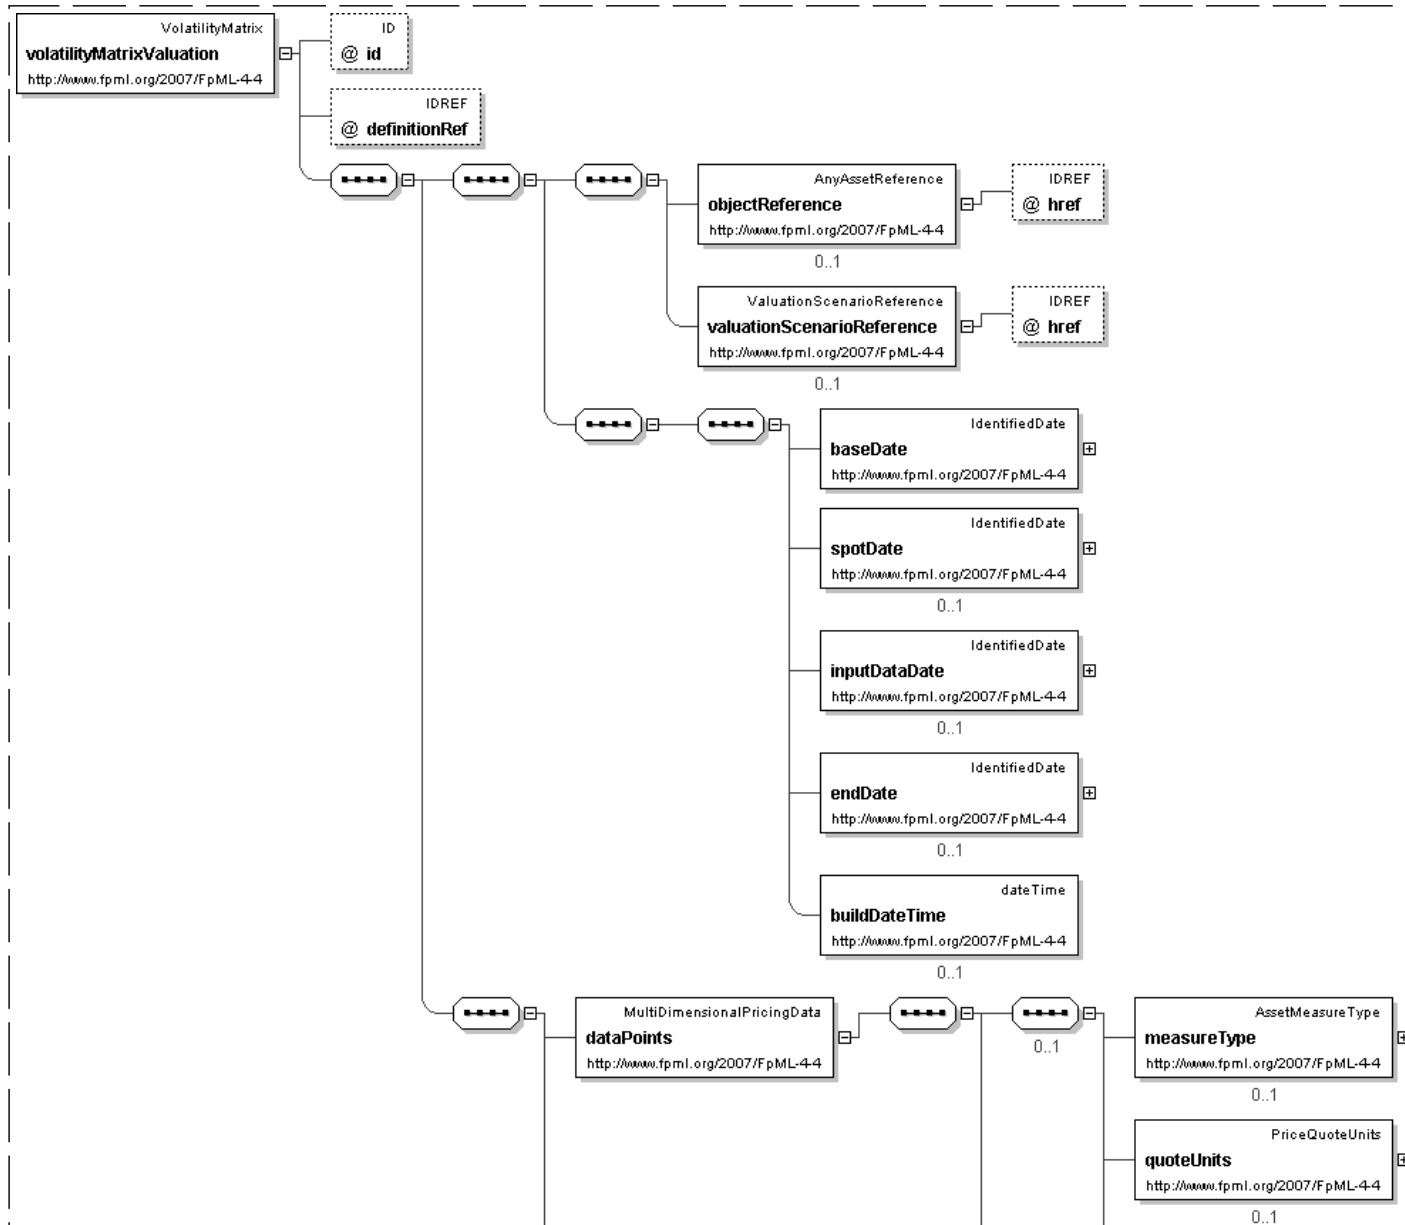 VolatilityMatrix
volatilityMatrixValuation
http://www.fpml.org/2007/FpML-4-4
ID
@ id
IDREF
@ definitionRef
AnyAssetReference
objectReference
http://www.fpml.org/2007/FpML-4-4
0..1
IDREF
@ href
ValuationScenarioReference
valuationScenarioReference
http://www.fpml.org/2007/FpML-4-4
0..1
IDREF
@ href
IdentifiedDate
baseDate
http://www.fpml.org/2007/FpML-4-4
IdentifiedDate
spotDate
http://www.fpml.org/2007/FpML-4-4
0..1
IdentifiedDate
inputDataDate
http://www.fpml.org/2007/FpML-4-4
0..1
IdentifiedDate
endDate
http://www.fpml.org/2007/FpML-4-4
0..1
dateTime
buildDateTime
http://www.fpml.org/2007/FpML-4-4
0..1
MultiDimensionalPricingData
dataPoints
http://www.fpml.org/2007/FpML-4-4
0..1
AssetMeasureType
measureType
http://www.fpml.org/2007/FpML-4-4
0..1
PriceQuoteUnits
quoteUnits
http://www.fpml.org/2007/FpML-4-4
0..1